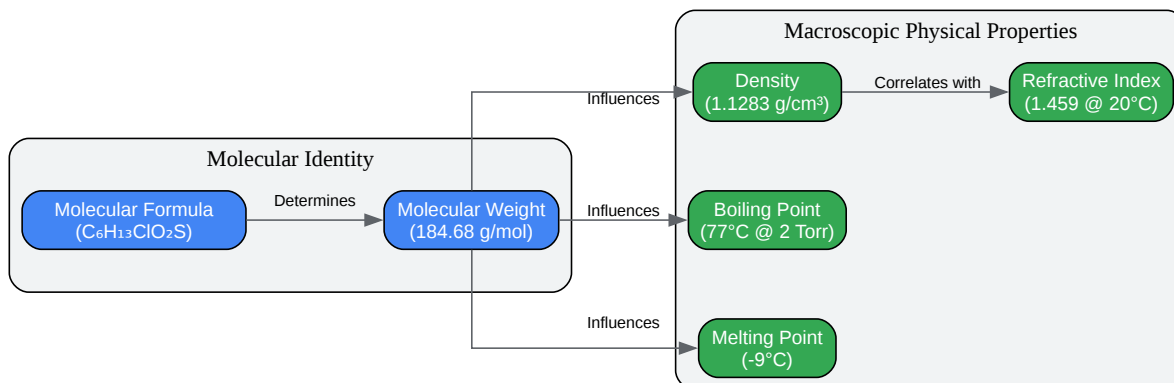 Macroscopic Physical Properties
Density
(1.1283 g/cm³)
Correlates with
Refractive Index
(1.459 @ 20°C)
Influences
Molecular Identity
Molecular Formula
(C₆H₁₃ClO₂S)
Determines
Molecular Weight
(184.68 g/mol)
Influences
Boiling Point
(77°C @ 2 Torr)
Influences
Melting Point
(-9°C)